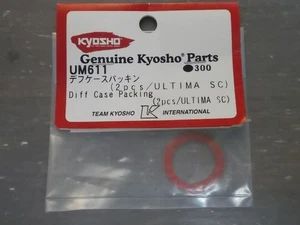 KYOSHO
Genuine Kyosho Parts
UM611 ●300
デフケースパッキン
(2pcs/ULTIMA SC)
Diff Case Packing
(2pcs/ULTIMA SC)
TEAM KYOSHO K INTERNATIONAL